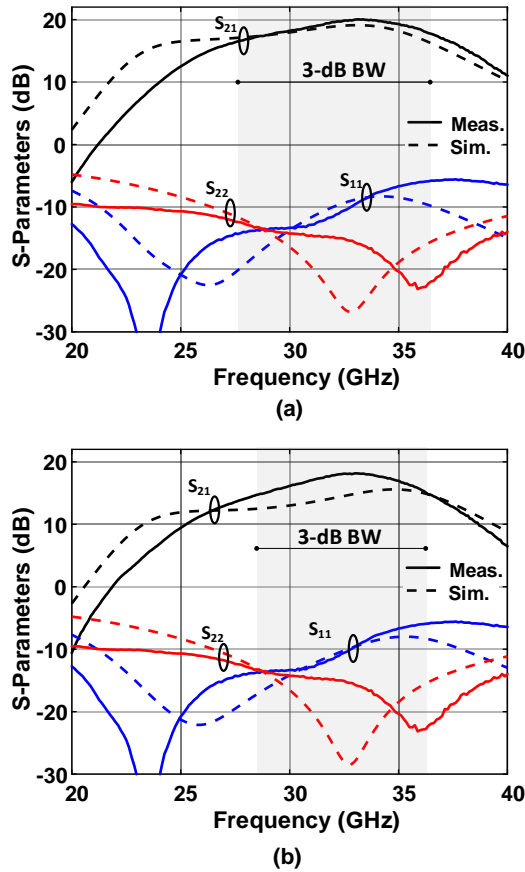 20
S21
10
3-dB BW
Meas.
Sim.
0
S-Parameters (dB)
S22
S11
-10
-20
-30
20 25 30 35 40
Frequency (GHz)
(a)
20
S21
10
3-dB BW
Meas.
Sim.
0
S-Parameters (dB)
S22
S11
-10
-20
-30
20 25 30 35 40
Frequency (GHz)
(b)